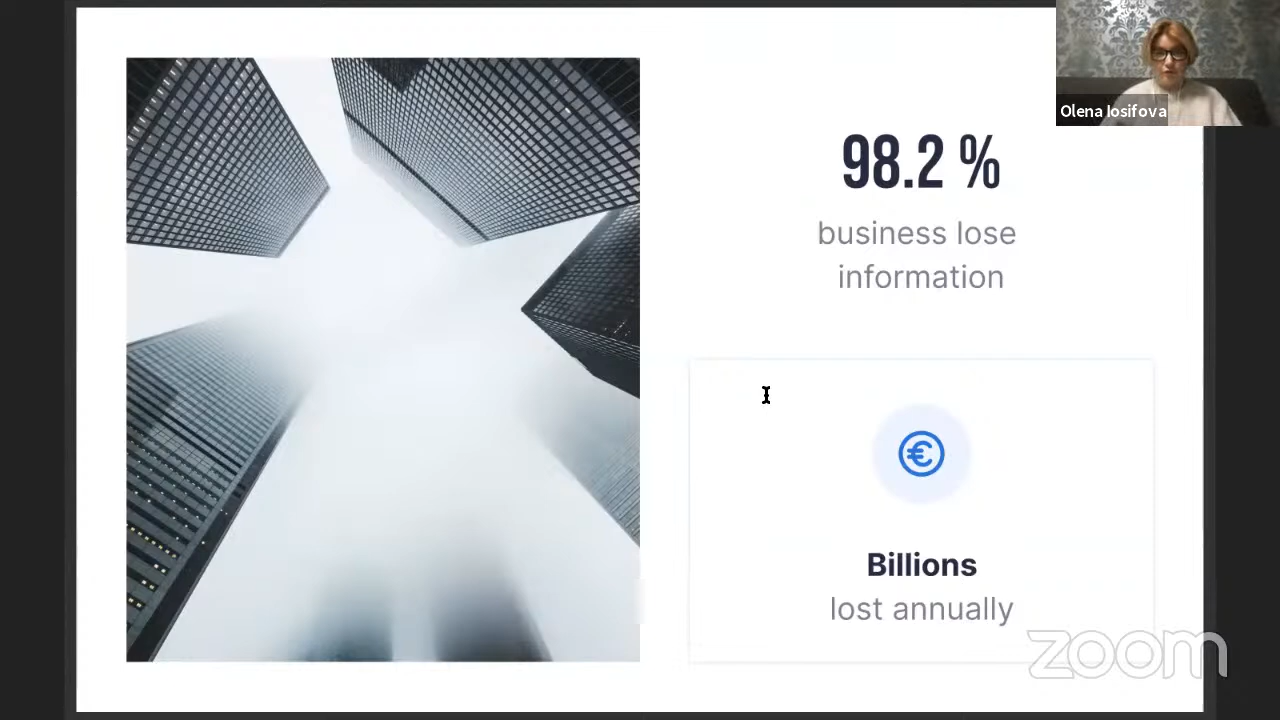 Olena Iosifova
98.2 %
business lose
information
€
Billions
lost annually
zoom